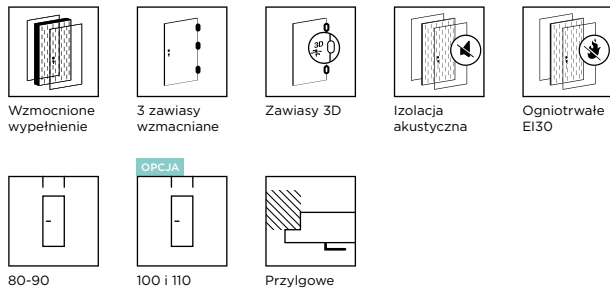 3D
Wzmocnione
wypełnienie
3 zawiasy
wzmacniane
Zawiasy 3D
Izolacja
akustyczna
Ogniotrwałe
EI30
OPCJA
80-90
100 i 110
Przylgowe